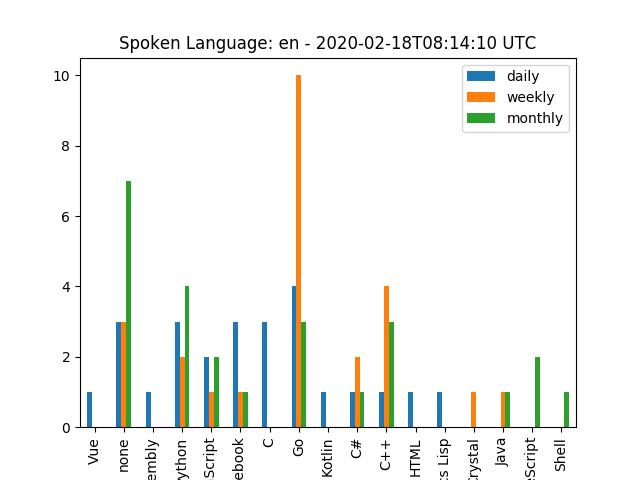 Spoken Language: en - 2020-02-18T08:14:10 UTC
daily
weekly
monthly
10
8
6
4
2
0
Vue
none
embly
ython
Script
ebook
C
Go
Kotlin
C#
C++
HTML
s Lisp
rystal
Java
eScript
Shell